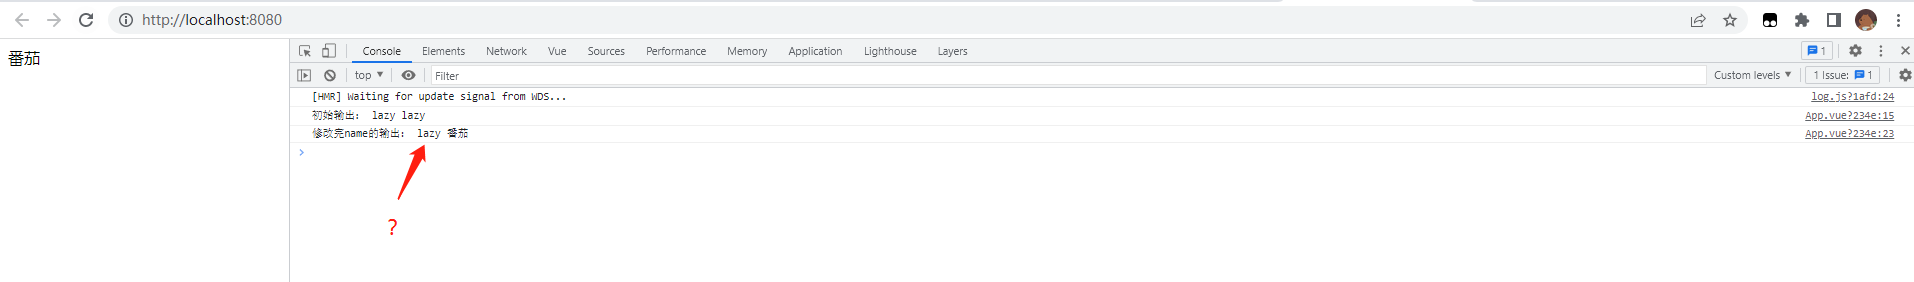 http://localhost:8080
番茄
Console Elements Network Vue Sources Performance Memory Application Lighthouse Layers 1
top Filter Custom levels 1 Issue: 1
[HMR] Waiting for update signal from WDS... log.js?1afd:24
初始输出: lazy lazy App.vue?234e:15
修改完name的输出: lazy 番茄 App.vue?234e:23
?